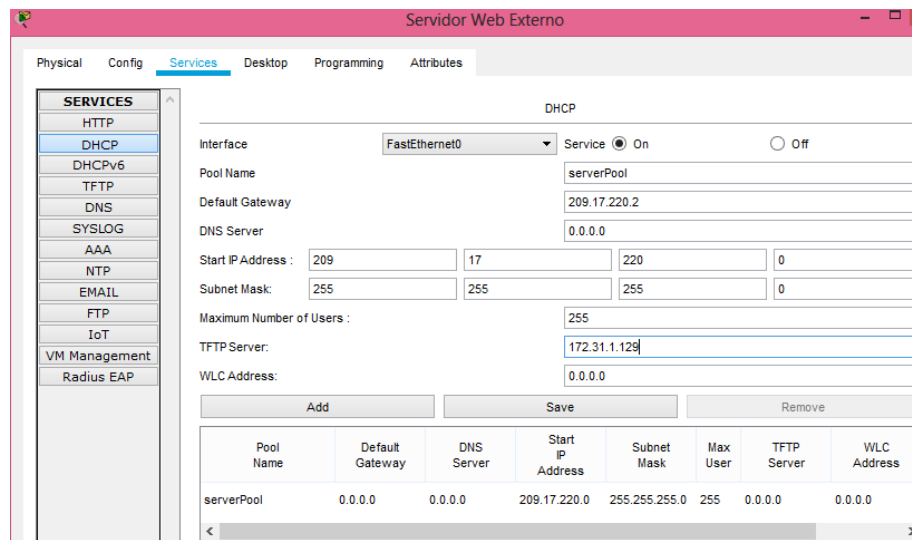 Servidor Web Externo
Physical Config Services Desktop Programming Attributes
SERVICES
HTTP
DHCP
DHCPv6
TFTP
DNS
SYSLOG
AAA
NTP
EMAIL
FTP
IoT
VM Management
Radius EAP
DHCP
Interface FastEthernet0 Service On Off
Pool Name serverPool
Default Gateway 209.17.220.2
DNS Server 0.0.0.0
Start IP Address : 209 17 220 0
Subnet Mask: 255 255 255 0
Maximum Number of Users : 255
TFTP Server: 172.31.1.129
WLC Address: 0.0.0.0
Add Save Remove
Pool Name Default Gateway DNS Server Start IP Address Subnet Mask Max User TFTP Server WLC Address
serverPool 0.0.0.0 0.0.0.0 209.17.220.0 255.255.255.0 255 0.0.0.0 0.0.0.0